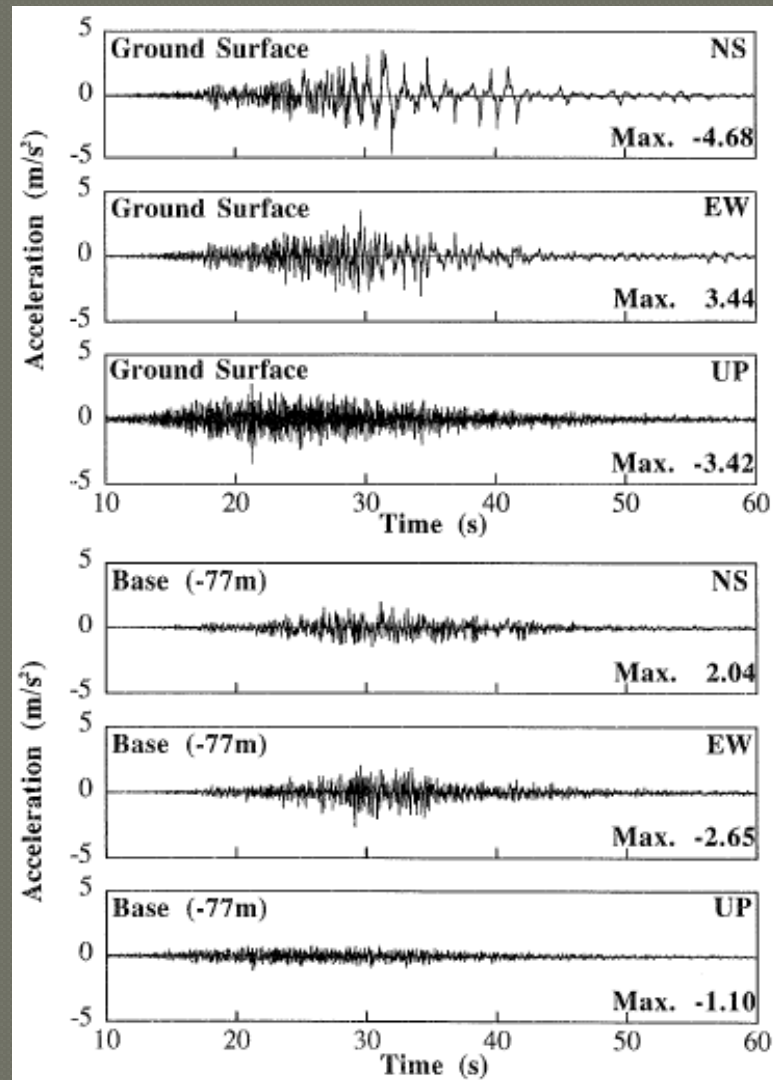 5
Ground Surface NS
0
Max. -4.68
-5
5
Ground Surface EW
0
Max. 3.44
-5
5
Ground Surface UP
0
Max. -3.42
-5
10 20 30 40 50 60
Time (s)
Acceleration (m/s²)
5
Base (-77m) NS
0
Max. 2.04
-5
5
Base (-77m) EW
0
Max. -2.65
-5
5
Base (-77m) UP
0
Max. -1.10
-5
10 20 30 40 50 60
Time (s)
Acceleration (m/s²)